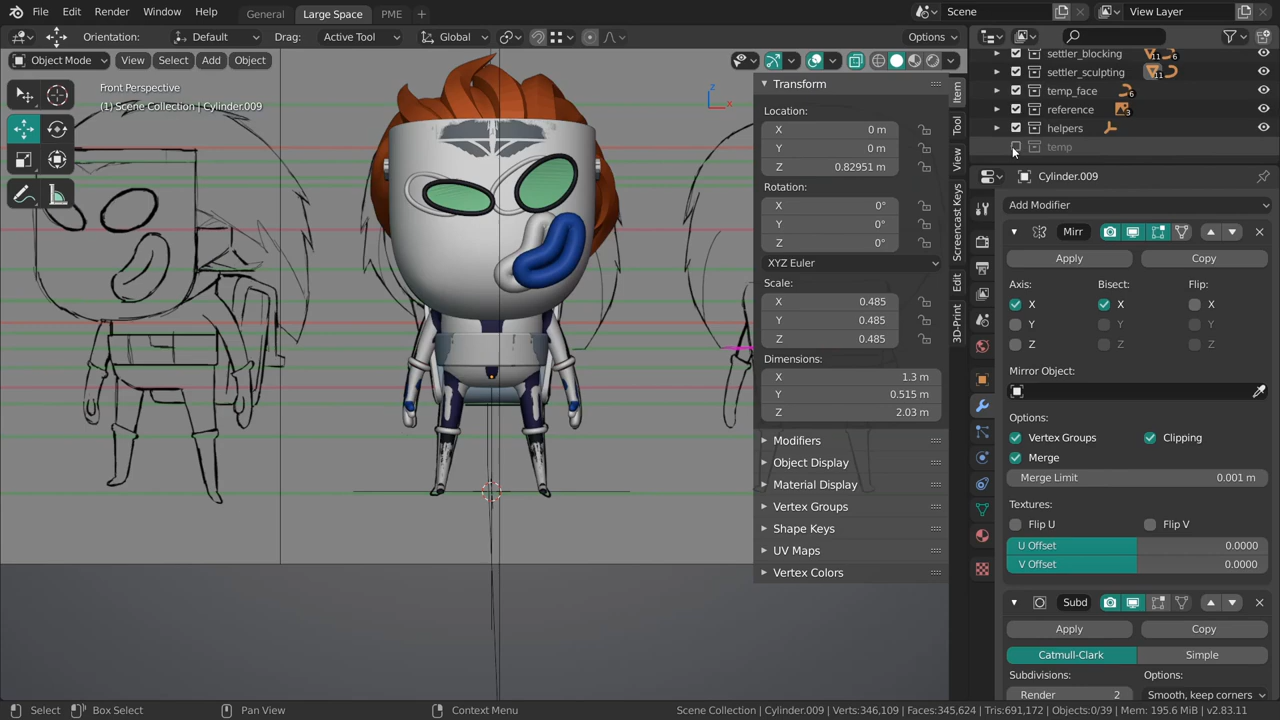 File Edit Render Window Help General Large Space PME Scene View Layer
Orientation: Default Drag: Active Tool Global Options
Object Mode View Select Add Object
Front Perspective
(1) Scene Collection | Cylinder.009
Z
X
Transform
Location:
X 0 m
Y 0 m
Z 0.82951 m
Rotation:
X 0°
Y 0°
Z 0°
XYZ Euler
Scale:
X 0.485
Y 0.485
Z 0.485
Dimensions:
X 1.3 m
Y 0.515 m
Z 2.03 m
Modifiers
Object Display
Material Display
Vertex Groups
Shape Keys
UV Maps
Vertex Colors
Item
Tool
View
Screencast Keys
Edit
3D-Print
settler_blocking 11 6
settler_sculpting 11
temp_face 6
reference 3
helpers
temp
Cylinder.009
Add Modifier
Mirr
Apply Copy
Axis: Bisect: Flip:
X X X
Y Y Y
Z Z Z
Mirror Object:
Options:
Vertex Groups Clipping
Merge
Merge Limit 0.001 m
Textures:
Flip U Flip V
U Offset 0.0000
V Offset 0.0000
Subd
Apply Copy
Catmull-Clark Simple
Subdivisions: Options:
Render 2 Smooth, keep corners
Select Box Select Pan View Context Menu Scene Collection | Cylinder.009 | Verts:346,109 | Faces:345,624 | Tris:691,172 | Objects:0/39 | Mem: 195.6 MiB | v2.83.11